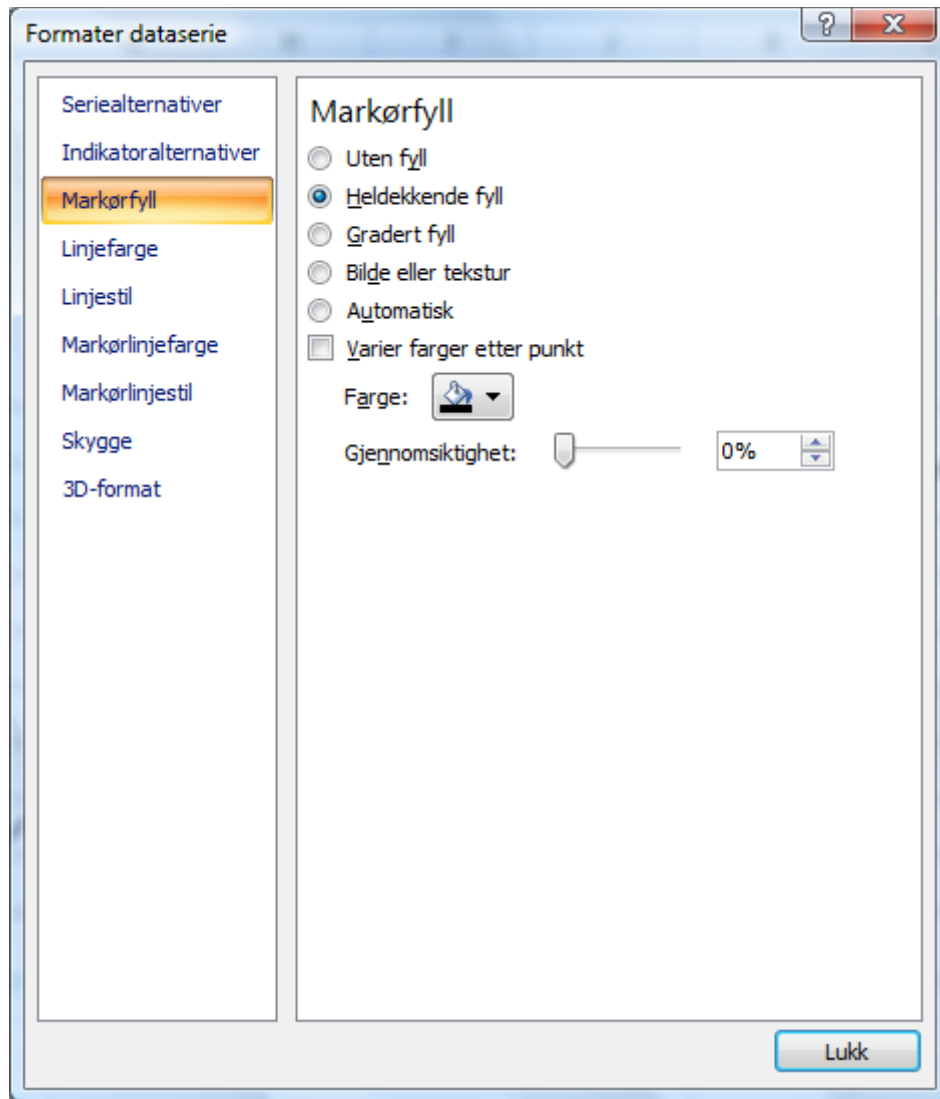 Formater dataserie
Seriealternativer
Indikatoralternativer
Markørfyll
Linjefarge
Linjestil
Markørlinjefarge
Markørlinjestil
Skygge
3D-format
Markørfyll
Uten fyll
Heldekkende fyll
Gradert fyll
Bilde eller tekstur
Automatisk
Varier farger etter punkt
Farge:
Gjennomsiktighet: 0%
Lukk